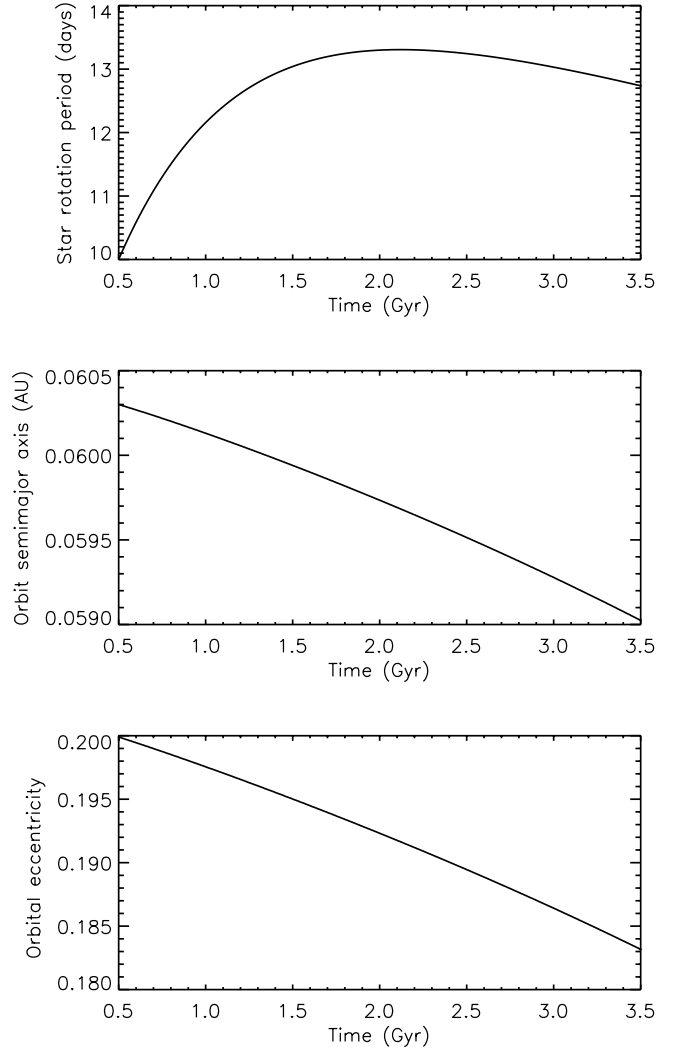 Star rotation period (days)
14
13
12
11
10
0.5 1.0 1.5 2.0 2.5 3.0 3.5
Time (Gyr)
Orbit semimajor axis (AU)
0.0605
0.0600
0.0595
0.0590
0.5 1.0 1.5 2.0 2.5 3.0 3.5
Time (Gyr)
Orbital eccentricity
0.200
0.195
0.190
0.185
0.180
0.5 1.0 1.5 2.0 2.5 3.0 3.5
Time (Gyr)